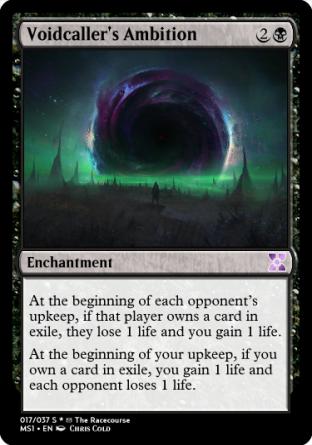 Voidcaller's Ambition 2
Enchantment
At the beginning of each opponent's
upkeep, if that player owns a card in
exile, they lose 1 life and you gain 1 life.
At the beginning of your upkeep, if you
own a card in exile, you gain 1 life and
each opponent loses 1 life.
017/037 S * The Racecourse
MS1 • EN Chris Cold